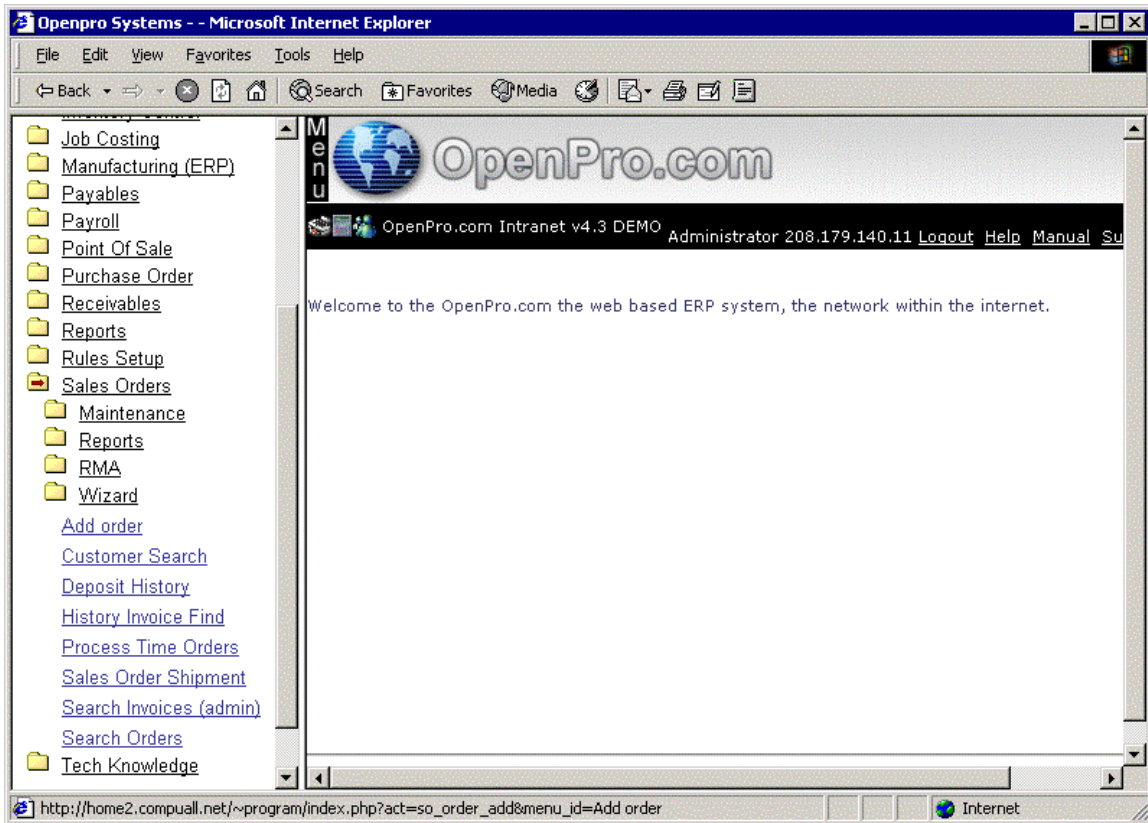 Openpro Systems - - Microsoft Internet Explorer
File Edit View Favorites Tools Help
Back Search Favorites Media
Job Costing
Manufacturing (ERP)
Payables
Payroll
Point Of Sale
Purchase Order
Receivables
Reports
Rules Setup
Sales Orders
Maintenance
Reports
RMA
Wizard
Add order
Customer Search
Deposit History
History Invoice Find
Process Time Orders
Sales Order Shipment
Search Invoices (admin)
Search Orders
Tech Knowledge
Menu
OpenPro.com
OpenPro.com Intranet v4.3 DEMO Administrator 208.179.140.11 Logout Help Manual Su
Welcome to the OpenPro.com the web based ERP system, the network within the internet.
http://home2.compuall.net/~program/index.php?act=so_order_add&menu_id=Add order
Internet